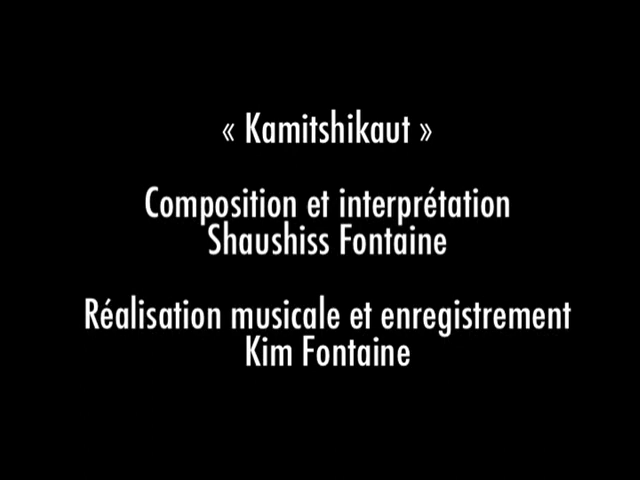 « Kamitshikaut »
Composition et interprétation
Shaushiss Fontaine
Réalisation musicale et enregistrement
Kim Fontaine